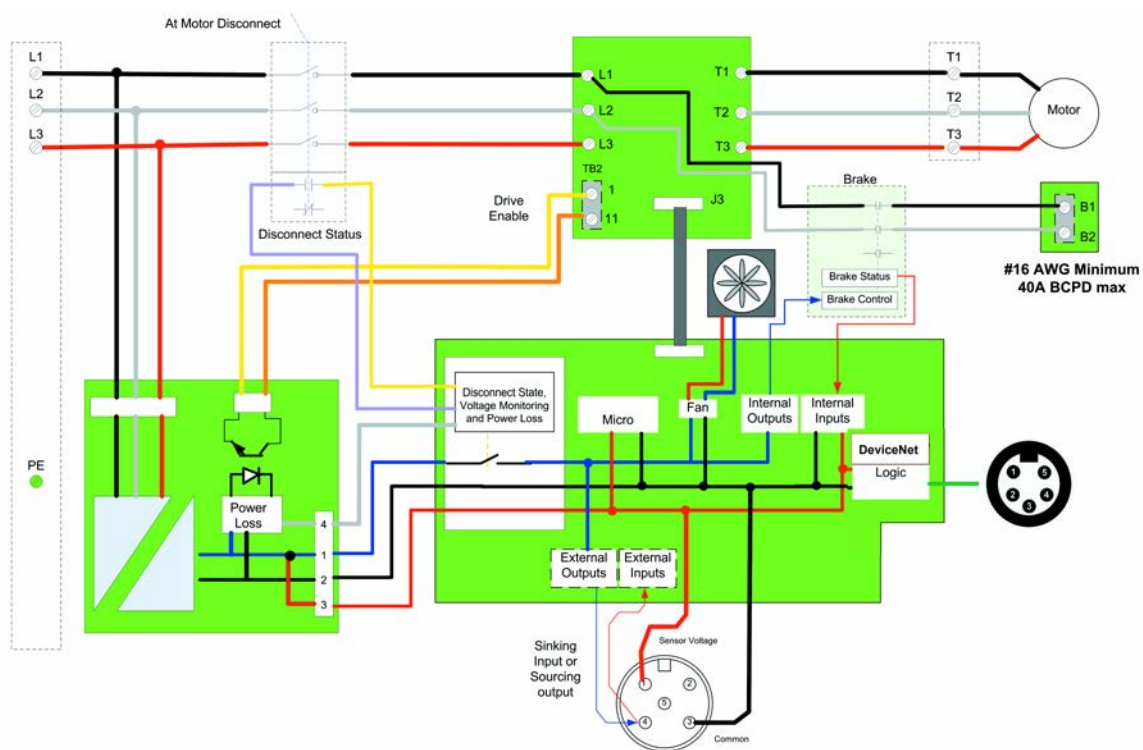 At Motor Disconnect
L1
L2
L3
L1
L2
L3
T1
T2
T3
T1
T2
T3
Motor
TB2
1
11
Drive
Enable
J3
Disconnect Status
Brake
Brake Status
Brake Control
B1
B2
#16 AWG Minimum
40A BCPD max
PE
Power
Loss
4
1
2
3
Disconnect State,
Voltage Monitoring
and Power Loss
Micro
Fan
Internal
Outputs
Internal
Inputs
DeviceNet
Logic
1
5
2
4
3
External
Outputs
External
Inputs
Sinking
Input or
Sourcing
output
Sensor Voltage
1
2
5
4
3
Common